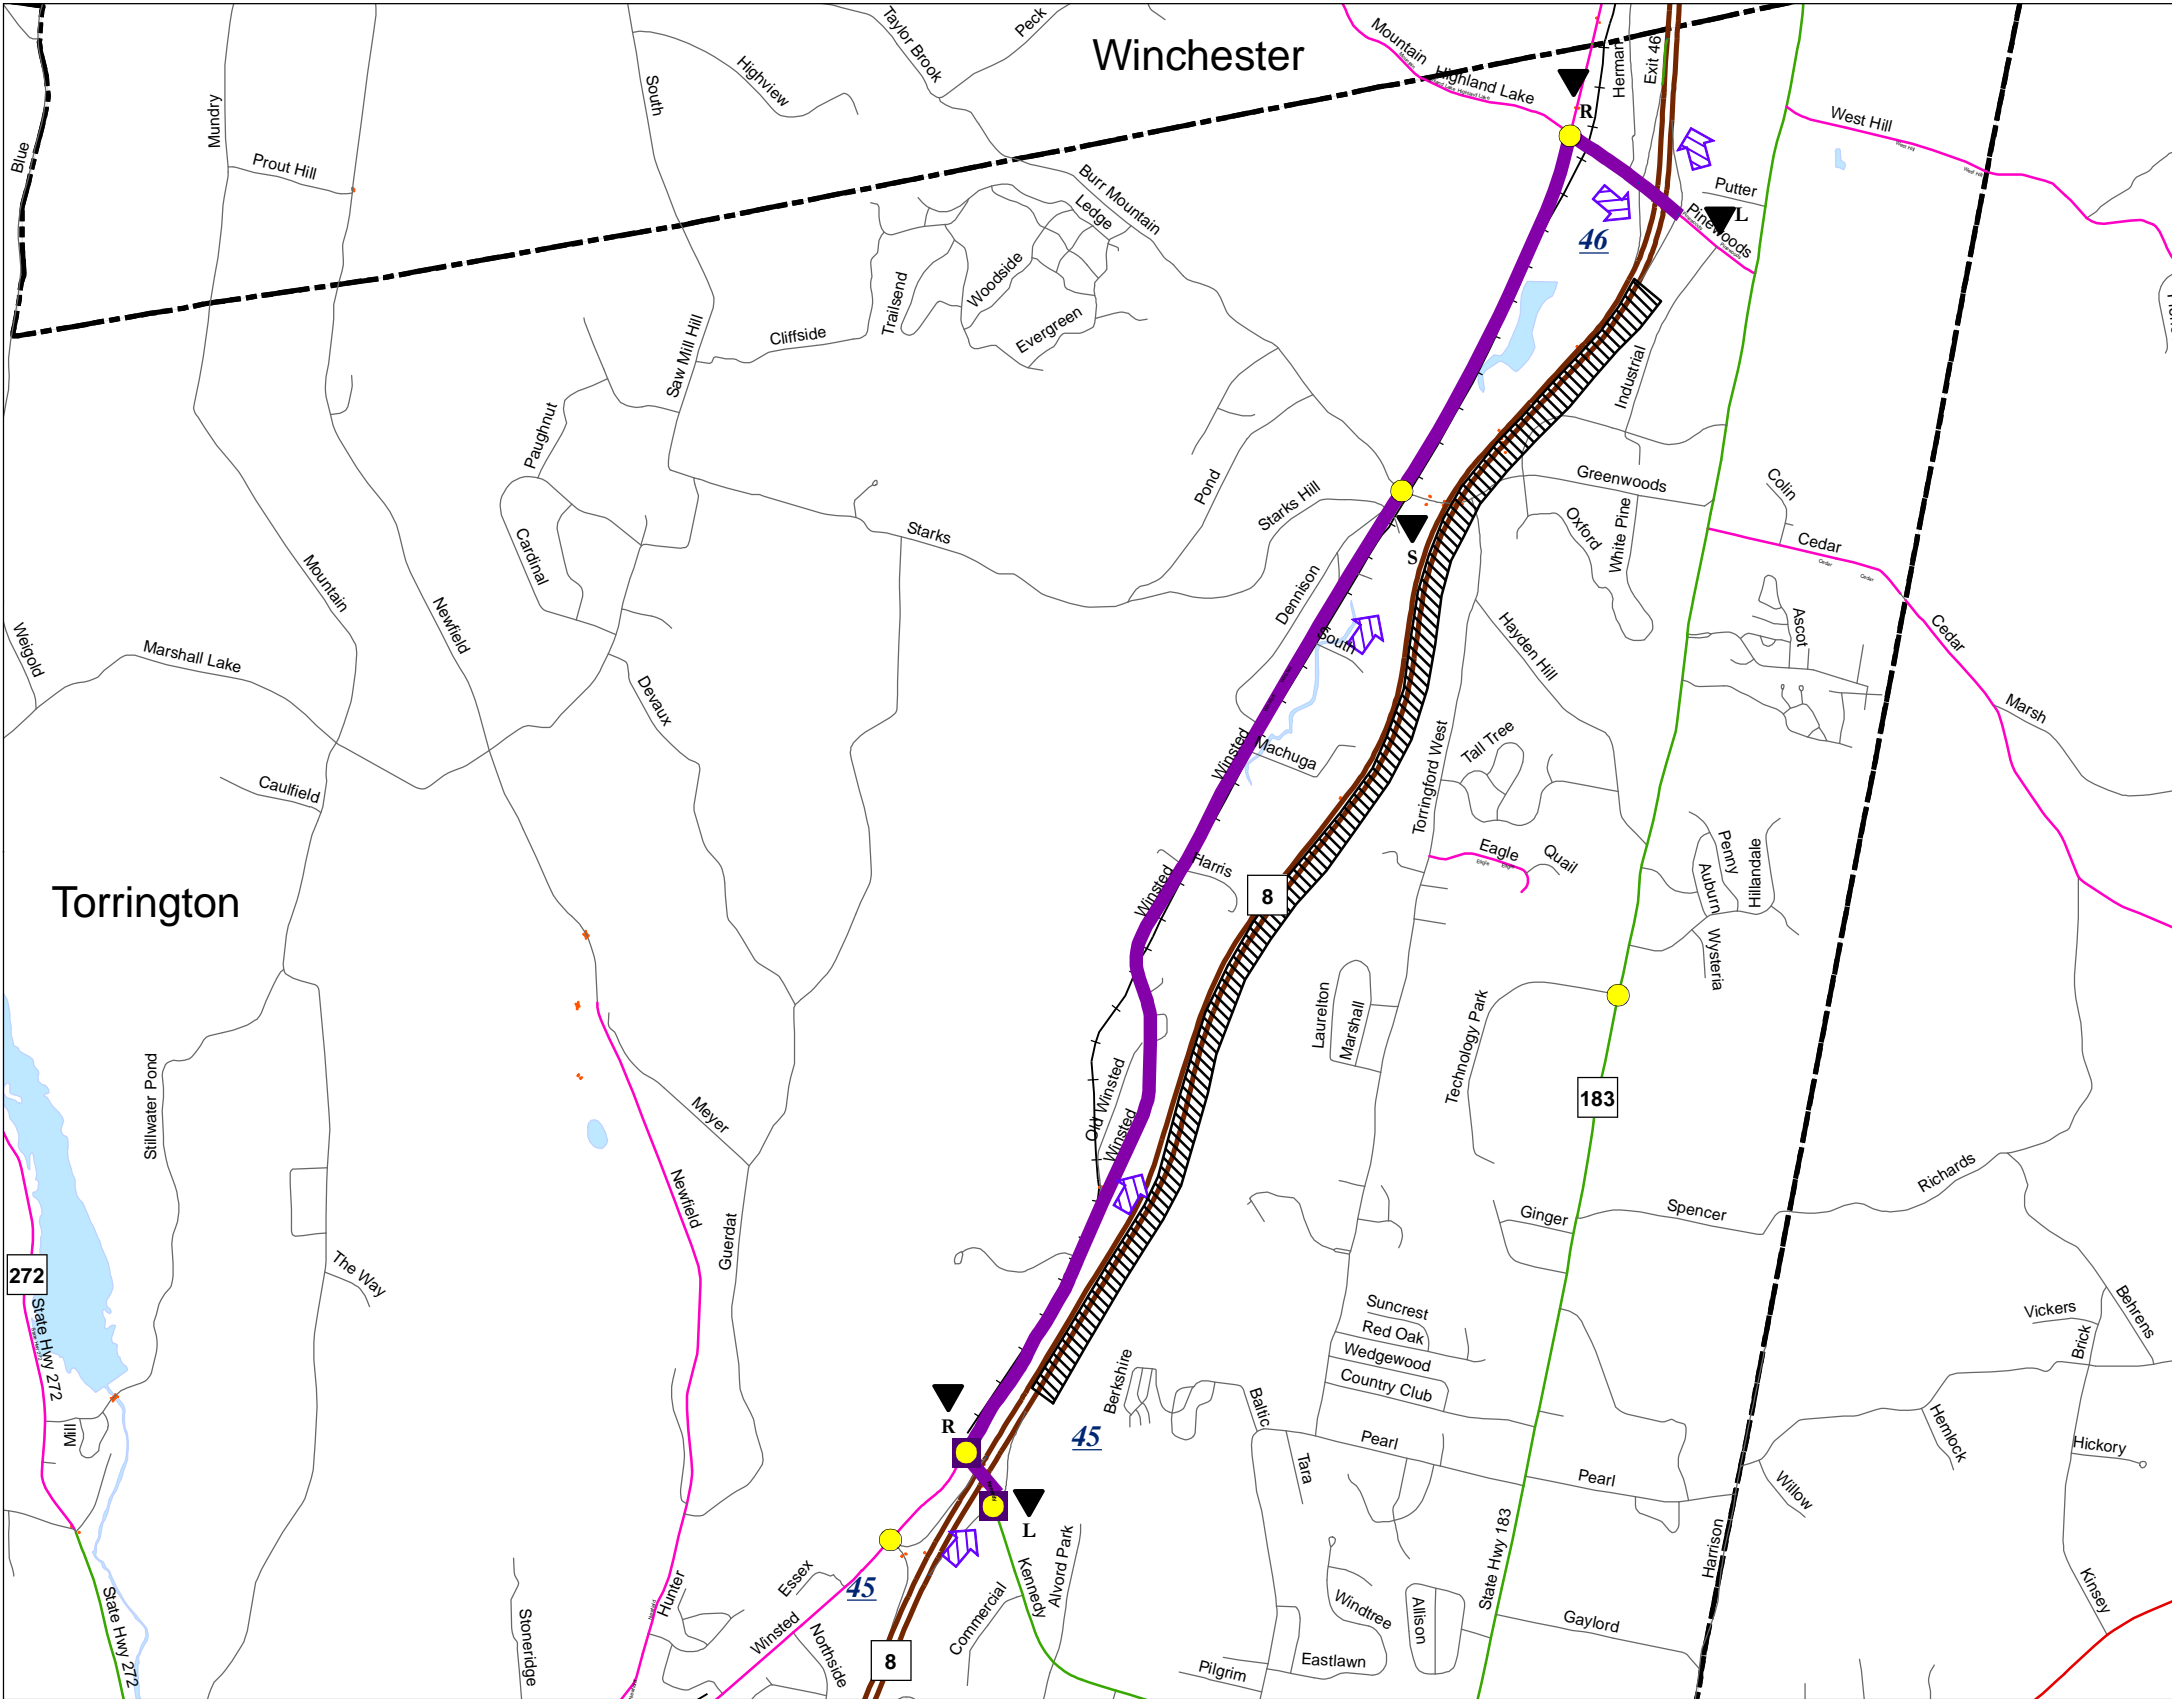 Winchester
Torrington
Blue
Mundry
Prout Hill
South
Highview
Taylor Brook
Peck
Mountain
Highland Lake
Herman
Exit 46
R
West Hill
Putter
Pinewoods
L
46
Burr Mountain
Ledge
Woodside
Trailsend
Evergreen
Cliffside
Saw Mill Hill
Industrial
Paughnut
Cardinal
Pond
Starks Hill
Starks
S
Greenwoods
Oxford
White Pine
Colin
Cedar
Cedar
Ascot
Marsh
Mountain
Newfield
Weigold
Marshall Lake
Dennison
South
Hayden Hill
Devaux
Winsted
Machuga
Torringford West
Tall Tree
Caulfield
Winsted
Harris
8
Eagle
Quail
Penny
Auburn
Hillandale
Wysteria
Laurelton
Marshall
Technology Park
183
Stillwater Pond
Meyer
Old Winsted
Winsted
Newfield
Guerdat
Ginger
Spencer
Richards
272
The Way
State Hwy 272
Suncrest
Red Oak
Wedgewood
Country Club
Vickers
Brick
Behrens
Berkshire
Baltic
Mill
R
45
Pearl
Tara
Pearl
Willow
Hemlock
Hickory
L
State Hwy 183
Harrison
Kinsey
Essex
45
Kennedy
Alvord Park
Commercial
Hunter
Winsted
Northside
Stoneridge
State Hwy 272
8
Windtree
Allison
Gaylord
Pilgrim
Eastlawn